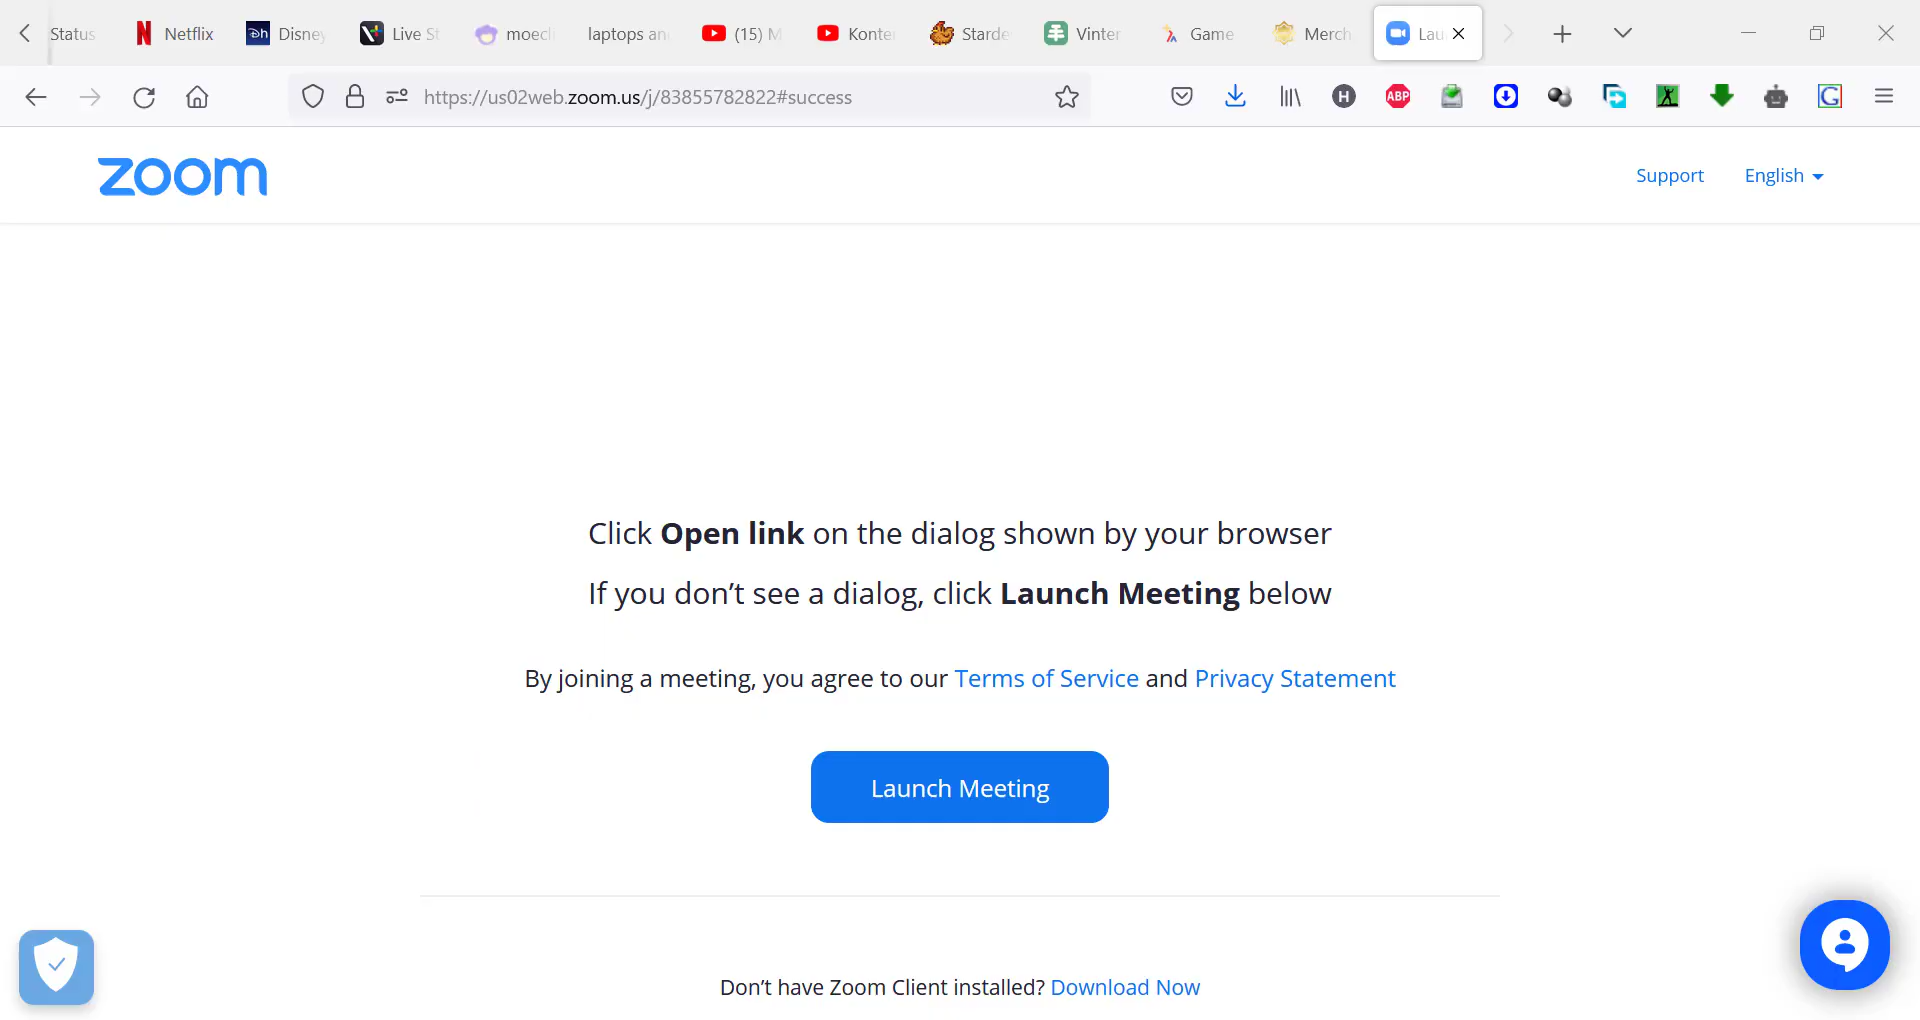 Status
Netflix
Disney
Live St
moecl
laptops an
(15) M
Konte
Starde
Vinter
Game
Merch
Lau
https://us02web.zoom.us/j/83855782822#success
H
ABP
G
zoom
Support
English
Click Open link on the dialog shown by your browser
If you don’t see a dialog, click Launch Meeting below
By joining a meeting, you agree to our Terms of Service and Privacy Statement
Launch Meeting
Don’t have Zoom Client installed? Download Now